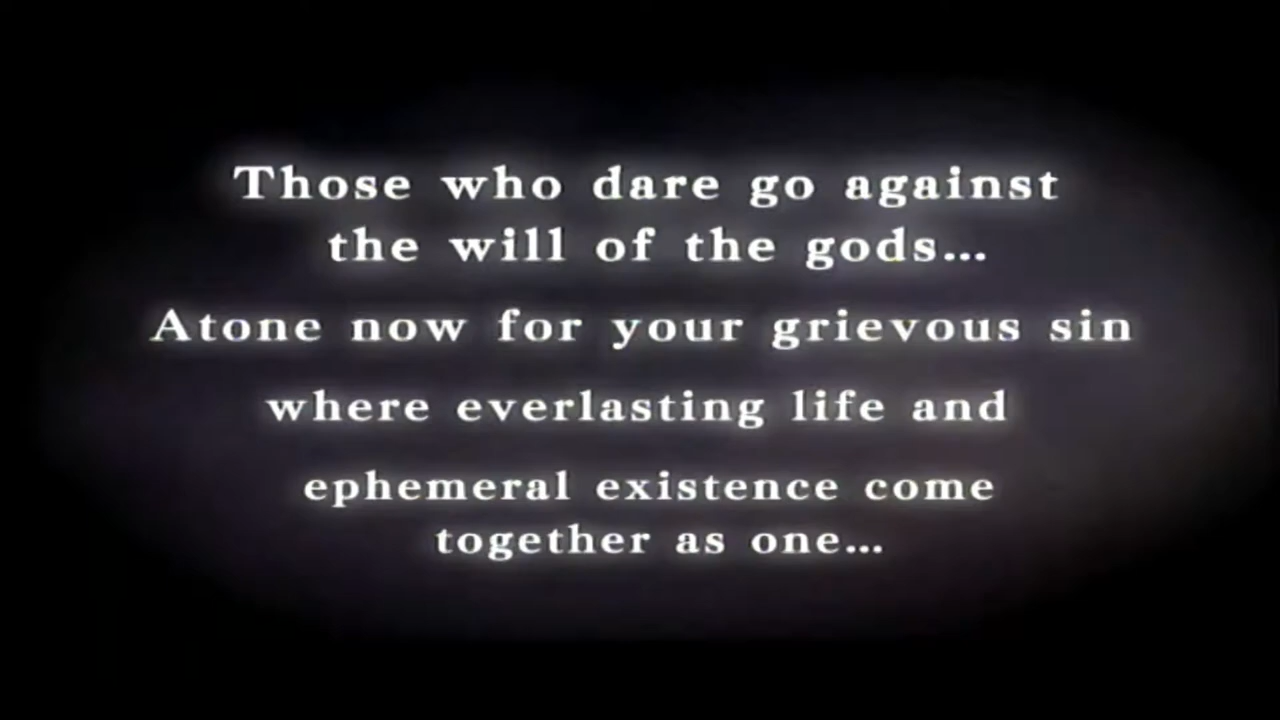 Those who dare go against
the will of the gods...
Atone now for your grievous sin
where everlasting life and
ephemeral existence come
together as one...